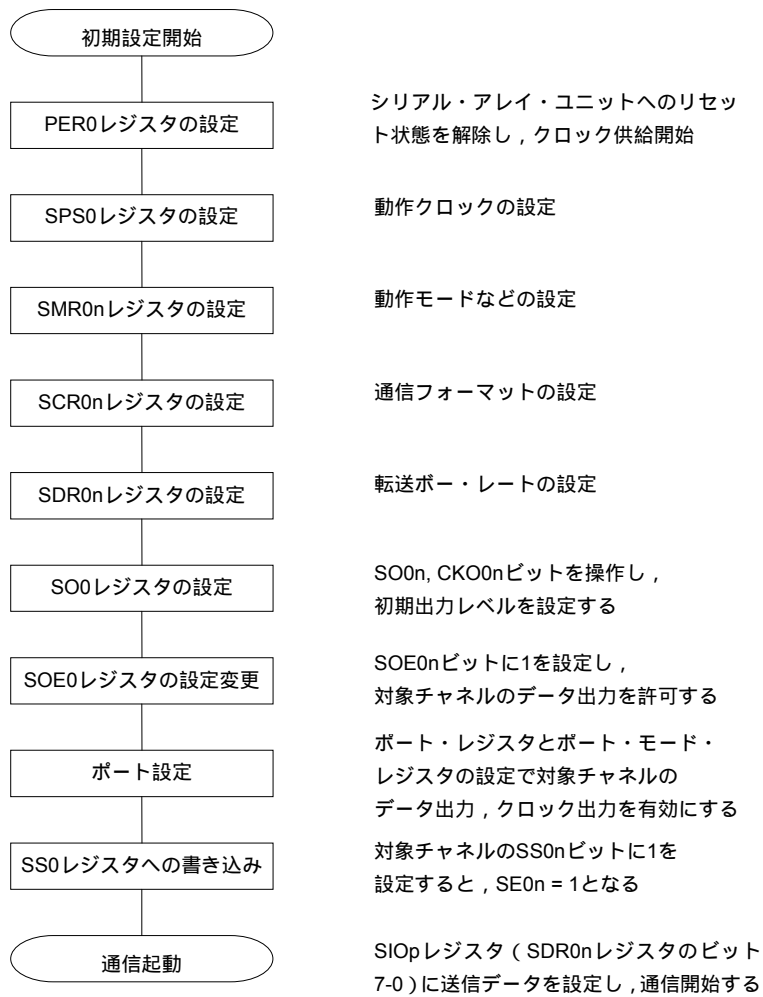 初期設定開始
PER0レジスタの設定
シリアル・アレイ・ユニットへのリセッ
ト状態を解除し，クロック供給開始
SPS0レジスタの設定
動作クロックの設定
SMR0nレジスタの設定
動作モードなどの設定
SCR0nレジスタの設定
通信フォーマットの設定
SDR0nレジスタの設定
転送ボー・レートの設定
SO0レジスタの設定
SO0n, CKO0nビットを操作し，
初期出力レベルを設定する
SOE0レジスタの設定変更
SOE0nビットに1を設定し，
対象チャネルのデータ出力を許可する
ポート設定
ポート・レジスタとポート・モード・
レジスタの設定で対象チャネルの
データ出力，クロック出力を有効にする
SS0レジスタへの書き込み
対象チャネルのSS0nビットに1を
設定すると，SE0n = 1となる
通信起動
SIOpレジスタ（SDR0nレジスタのビット
7-0）に送信データを設定し，通信開始する